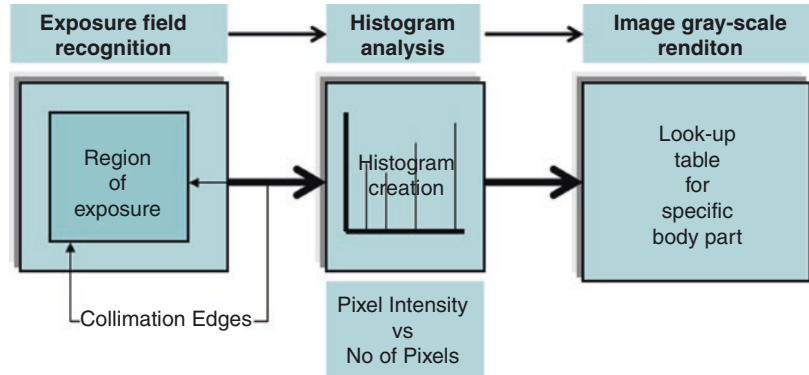 Exposure field
recognition
Histogram
analysis
Image gray-scale
renditon
Region
of
exposure
Collimation Edges
Histogram
creation
Pixel Intensity
vs
No of Pixels
Look-up
table
for
specific
body part